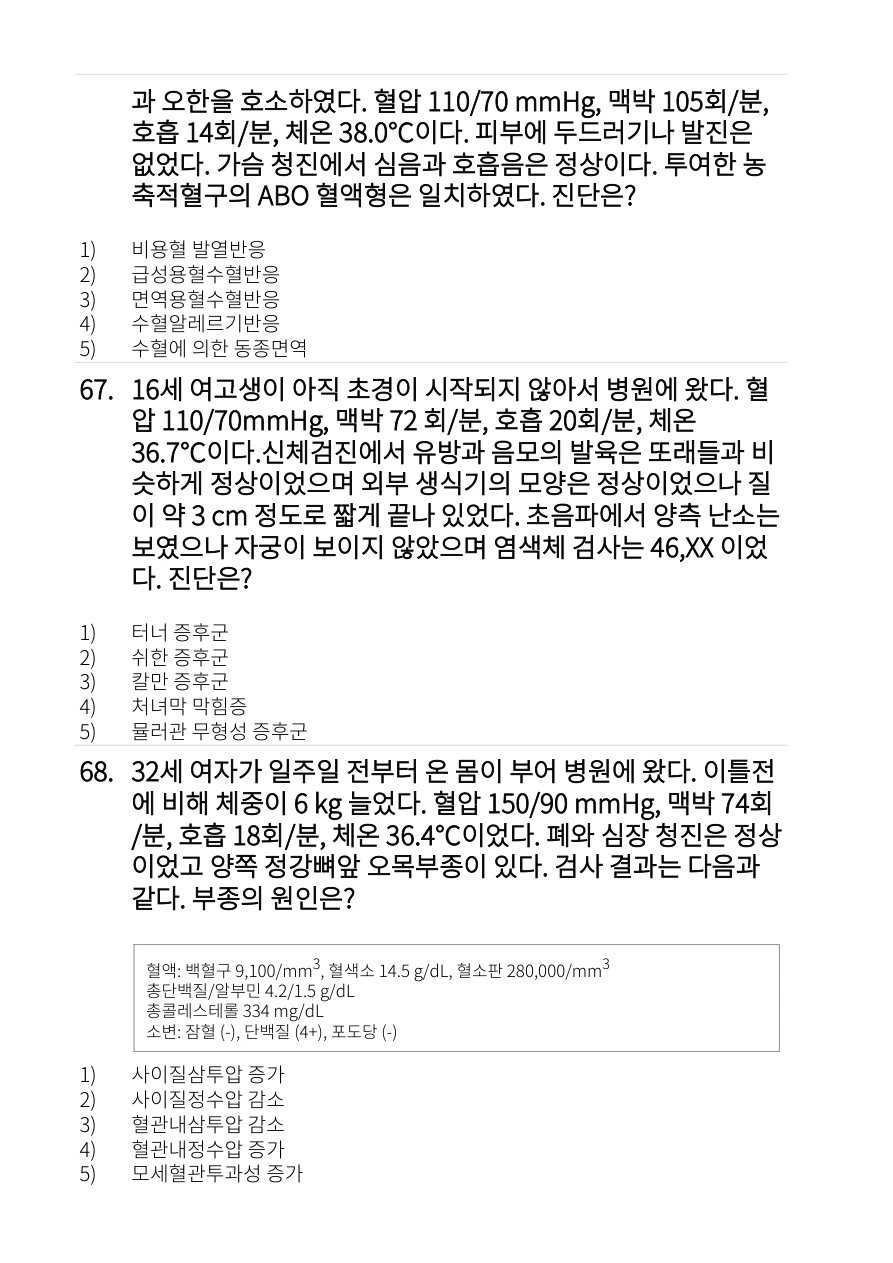 과 오한을 호소하였다. 혈압 110/70 mmHg, 맥박 105회/분,
호흡 14회/분, 체온 38.0°C이다. 피부에 두드러기나 발진은
없었다. 가슴 청진에서 심음과 호흡음은 정상이다. 투여한 농
축적혈구의 ABO 혈액형은 일치하였다. 진단은?
1) 비용혈 발열반응
2) 급성용혈수혈반응
3) 면역용혈수혈반응
4) 수혈알레르기반응
5) 수혈에 의한 동종면역
67. 16세 여고생이 아직 초경이 시작되지 않아서 병원에 왔다. 혈
압 110/70mmHg, 맥박 72 회/분, 호흡 20회/분, 체온
36.7°C이다.신체검진에서 유방과 음모의 발육은 또래들과 비
슷하게 정상이었으며 외부 생식기의 모양은 정상이었으나 질
이 약 3 cm 정도로 짧게 끝나 있었다. 초음파에서 양측 난소는
보였으나 자궁이 보이지 않았으며 염색체 검사는 46,XX 이었
다. 진단은?
1) 터너 증후군
2) 쉬한 증후군
3) 칼만 증후군
4) 처녀막 막힘증
5) 뮬러관 무형성 증후군
68. 32세 여자가 일주일 전부터 온 몸이 부어 병원에 왔다. 이틀전
에 비해 체중이 6 kg 늘었다. 혈압 150/90 mmHg, 맥박 74회
/분, 호흡 18회/분, 체온 36.4°C이었다. 폐와 심장 청진은 정상
이었고 양쪽 정강뼈앞 오목부종이 있다. 검사 결과는 다음과
같다. 부종의 원인은?
혈액: 백혈구 9,100/mm³, 혈색소 14.5 g/dL, 혈소판 280,000/mm³
총단백질/알부민 4.2/1.5 g/dL
총콜레스테롤 334 mg/dL
소변: 잠혈 (-), 단백질 (4+), 포도당 (-)
1) 사이질삼투압 증가
2) 사이질정수압 감소
3) 혈관내삼투압 감소
4) 혈관내정수압 증가
5) 모세혈관투과성 증가